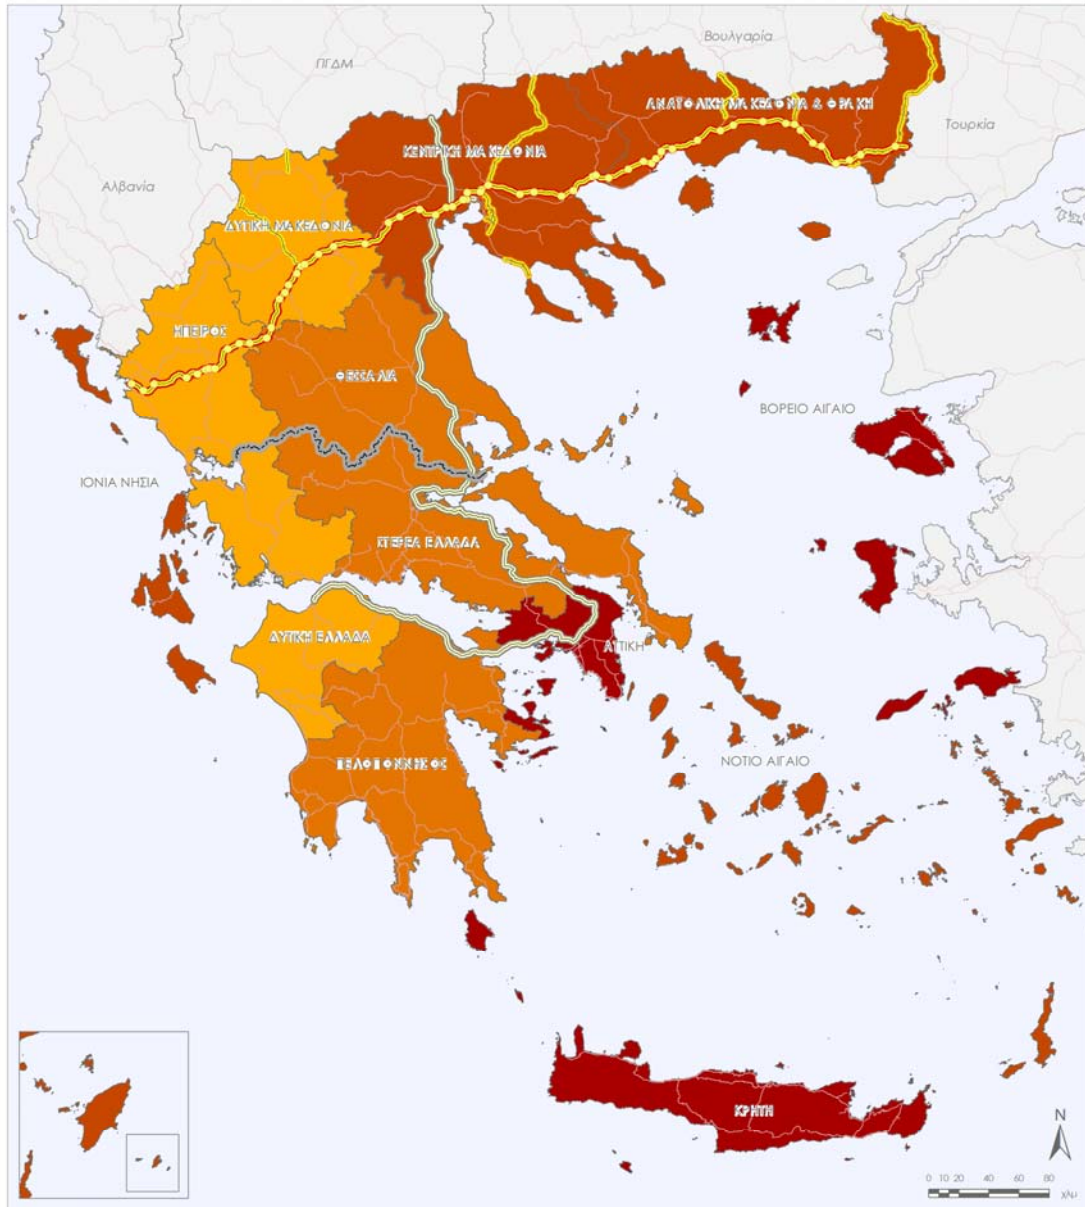 Βουλγαρία
ΠΓΔΜ
ΑΝΑΤΟΛΙΚΗ ΜΑΚΕΔΟΝΙΑ & ΘΡΑΚΗ
Τουρκία
ΚΕΝΤΡΙΚΗ ΜΑΚΕΔΟΝΙΑ
Αλβανία
ΔΥΤΙΚΗ ΜΑΚΕΔΟΝΙΑ
ΗΠΕΙΡΟΣ
ΘΕΣΣΑΛΙΑ
ΒΟΡΕΙΟ ΑΙΓΑΙΟ
ΙΟΝΙΑ ΝΗΣΙΑ
ΣΤΕΡΕΑ ΕΛΛΑΔΑ
ΔΥΤΙΚΗ ΕΛΛΑΔΑ
ΑΤΤΙΚΗ
ΝΟΤΙΟ ΑΙΓΑΙΟ
ΠΕΛΟΠΟΝΝΗΣΟΣ
ΚΡΗΤΗ
N
0 10 20 40 60 80
χλμ